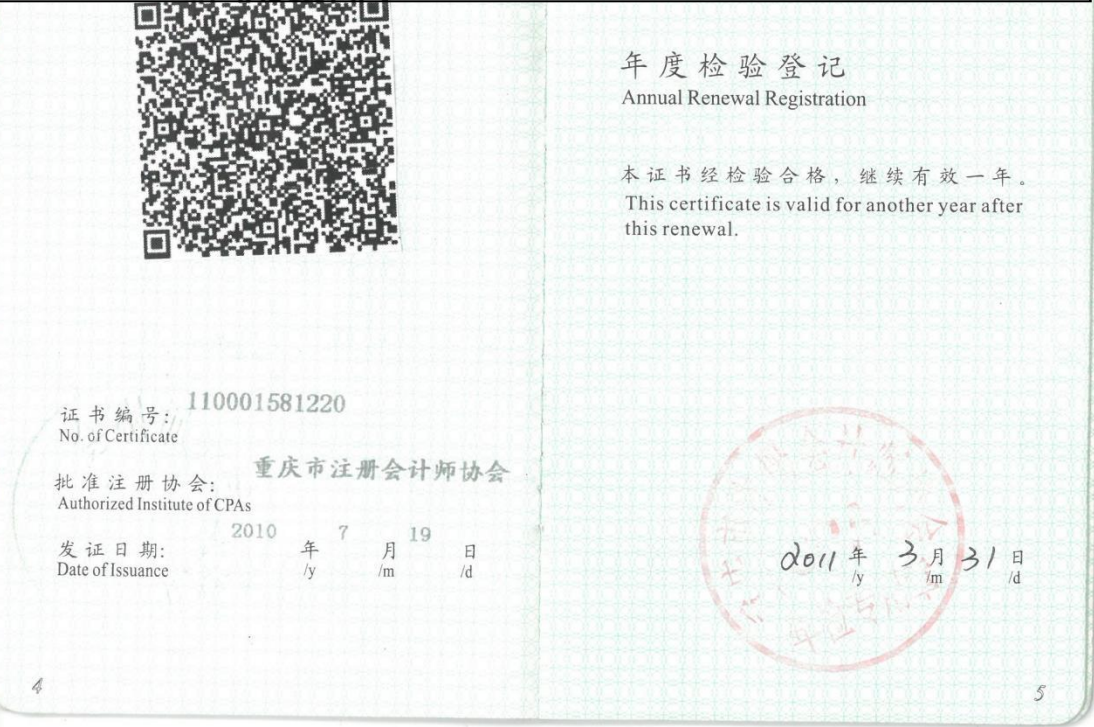 证书编号: 110001581220
No. of Certificate
批准注册协会: 重庆市注册会计师协会
Authorized Institute of CPAs
发证日期: 2010 年 7 月 19 日
Date of Issuance /y /m /d
4
年度检验登记
Annual Renewal Registration
本证书经检验合格，继续有效一年。
This certificate is valid for another year after
this renewal.
2011 年 3 月 31 日
/y /m /d
5